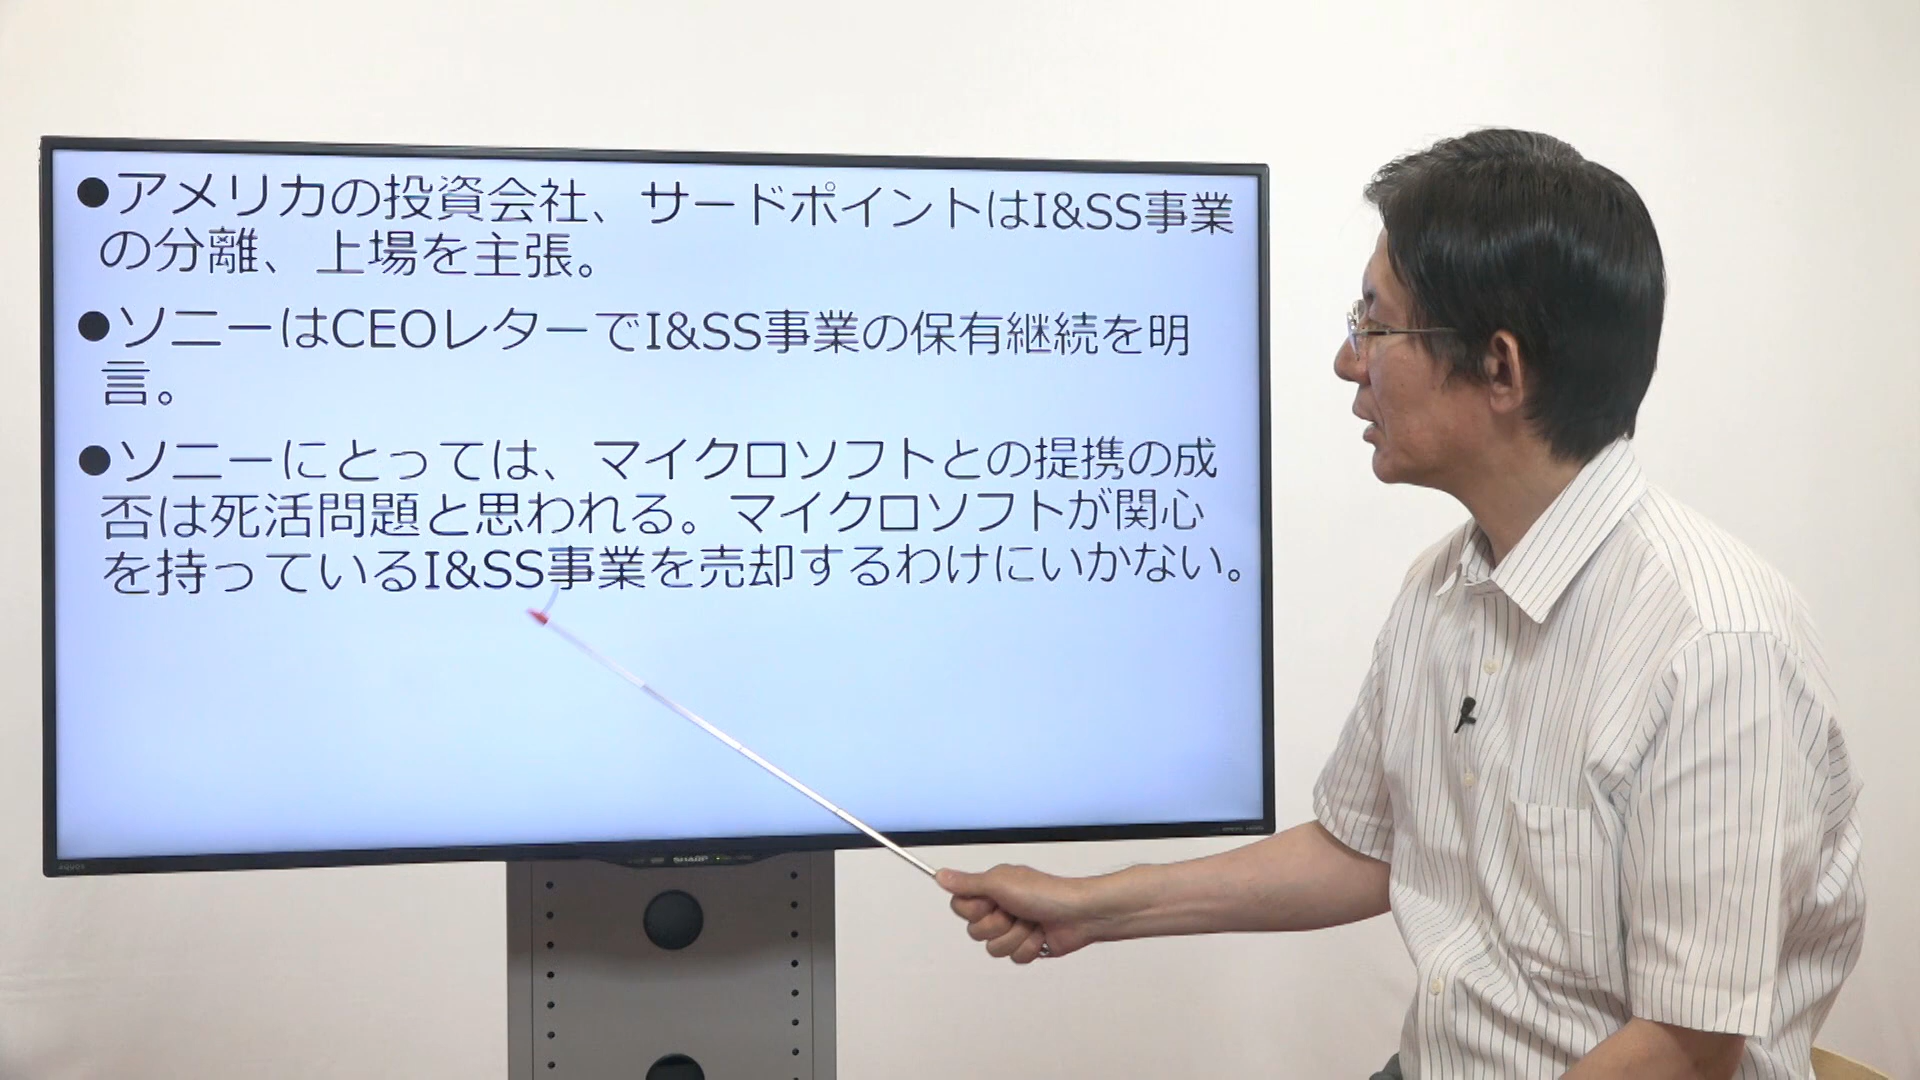 ●アメリカの投資会社、サードポイントはI&SS事業
の分離、上場を主張。
●ソニーはCEOレターでI&SS事業の保有継続を明
言。
●ソニーにとっては、マイクロソフトとの提携の成
否は死活問題と思われる。マイクロソフトが関心
を持っているI&SS事業を売却するわけにいかない。
AQUOS
SHARP